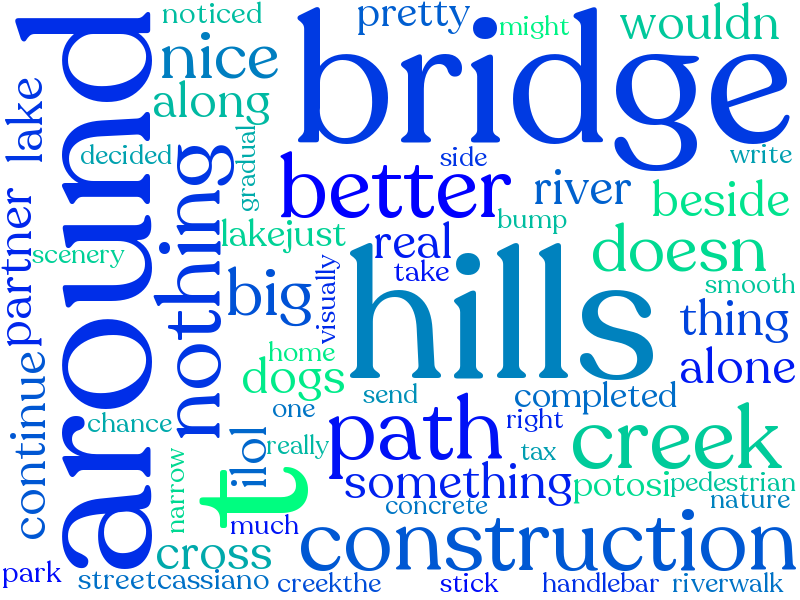 noticed
pretty
might
wouldn
bridge
nice
along
around
lake
decided
gradual
nothing
side
write
better
river
beside
bump
partner
lakejust
real
doesn
scenery
take
visually
big
hills
smooth
thing
home
dogs
alone
continue
send
completed
one
chance
path
right
creek
ilol
really
tax
narrow
something
potosi
pedestrian
t
concrete
nature
much
construction
cross
park
streetcassiano
creekthe
stick
handlebar
riverwalk